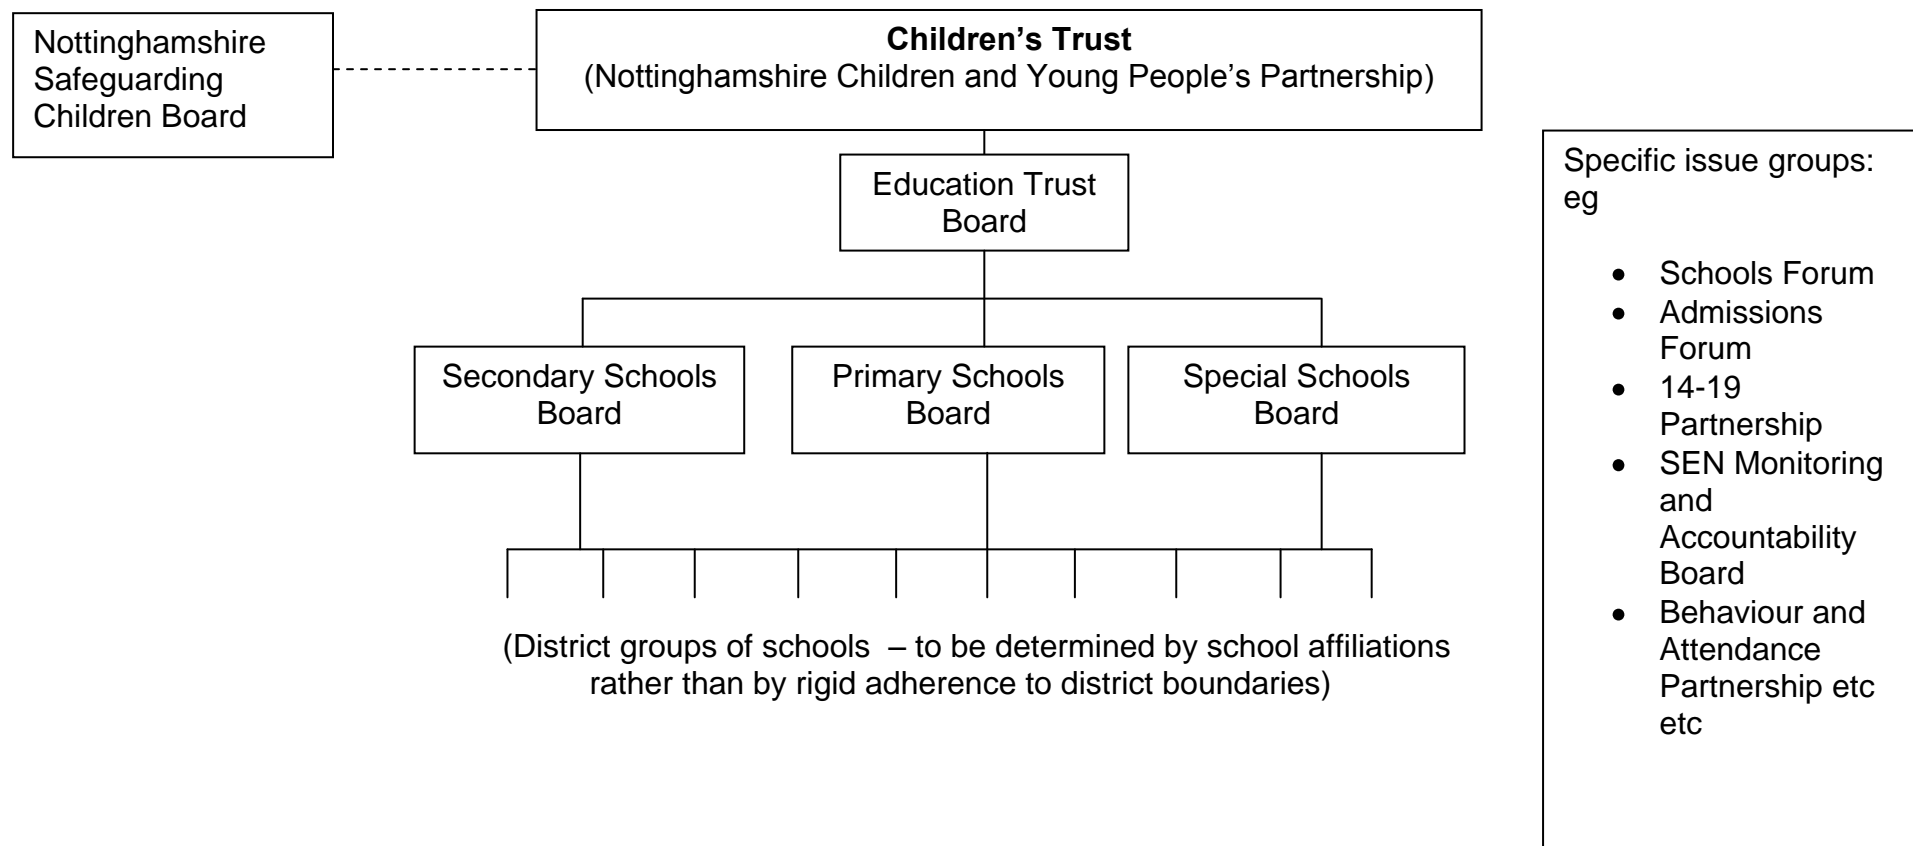 Nottinghamshire
Safeguarding
Children Board
Children’s Trust
(Nottinghamshire Children and Young People’s Partnership)
Education Trust
Board
Secondary Schools
Board
Primary Schools
Board
Special Schools
Board
(District groups of schools – to be determined by school affiliations
rather than by rigid adherence to district boundaries)
Specific issue groups:
eg
• Schools Forum
• Admissions
Forum
• 14-19
Partnership
• SEN Monitoring
and
Accountability
Board
• Behaviour and
Attendance
Partnership etc
etc